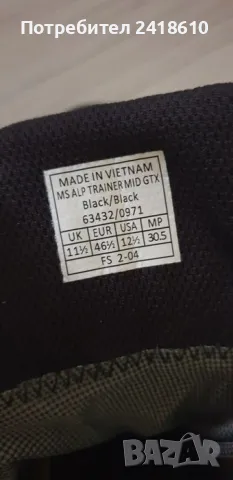 Потребител 2418610
MADE IN VIETNAM
MS ALP TRAINER MID GTX
Black/Black
63432/0971
UK EUR USA MP
11½ 46½ 12½ 30.5
FS 2-04
BAZAR